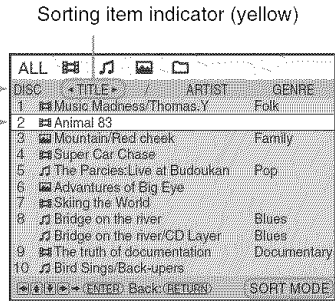 Sorting item indicator (yellow)
ALL
DISC TITLE / ARTIST GENRE
1 Music Madness/Thomas.Y Folk
2 Animal 83
3 Mountain/Red cheek Family
4 Super Car Chase
5 The Parcies:Live at Budoukan Pop
6 Advantures of Big Eye
7 Skiing the World
8 Bridge on the river Blues
Bridge on the river/CD Layer Blues
9 The truth of documentation Documentary
10 Bird Sings/Back-upers
(ENTER) Back:(RETURN) SORT MODE